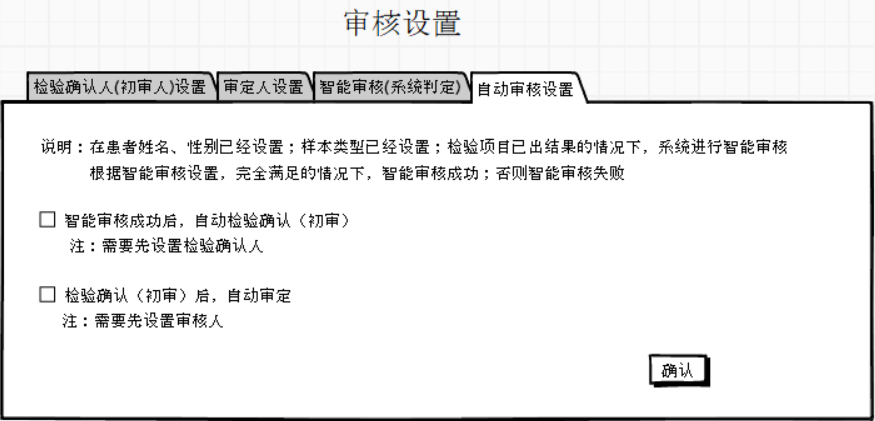 审核设置
检验确认人(初审人)设置 审定人设置 智能审核(系统判定) 自动审核设置
说明：在患者姓名、性别已经设置；样本类型已经设置；检验项目已出结果的情况下，系统进行智能审核
根据智能审核设置，完全满足的情况下，智能审核成功；否则智能审核失败
智能审核成功后，自动检验确认（初审）
注：需要先设置检验确认人
检验确认（初审）后，自动审定
注：需要先设置审核人
确认